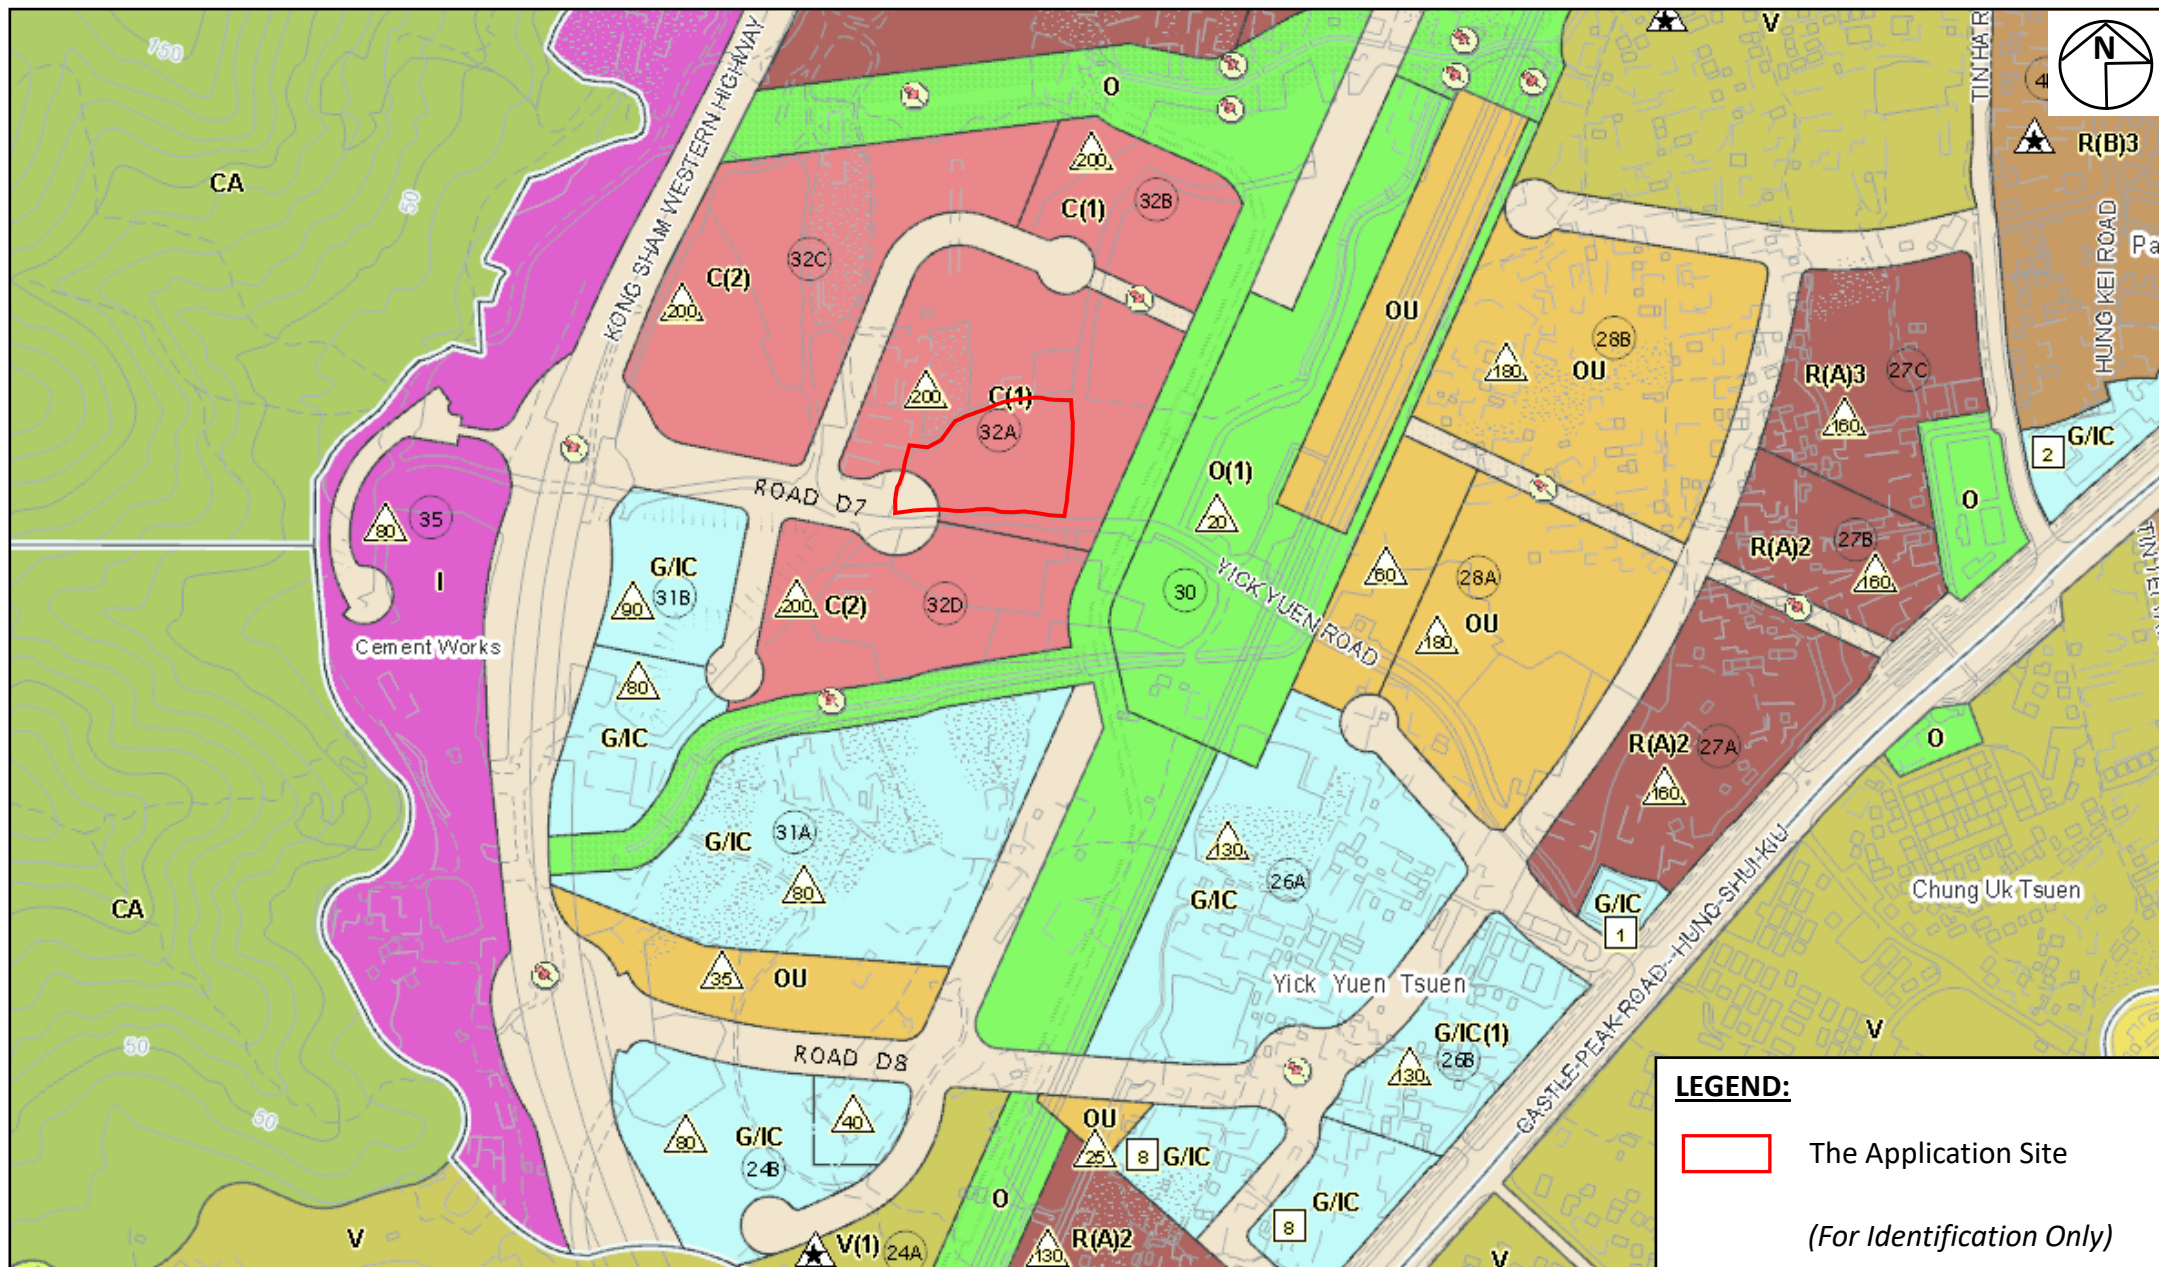 V
N
TIN HA R
150
4
R(B)3
O
CA
KONG SHAM WESTERN HIGHWAY
200
32B
C(1)
50
HUNG KEI ROAD
Pa
32C
C(2)
200
OU
28B
180
OU
27C
R(A)3
160
200
C(1)
32A
G/IC
2
O(1)
20
ROAD D7
O
80
35
I
R(A)2
27B
160
G/IC
31B
90
200
C(2)
32D
30
YICK YUEN ROAD
60
28A
180
OU
Cement Works
80
G/IC
R(A)2
27A
160
O
G/IC
31A
80
130
26A
G/IC
CA
Chung Uk Tsuen
G/IC
1
CASTLE PEAK ROAD - HUNG SHUI KIU
35
OU
Yick Yuen Tsuen
V
50
ROAD D8
G/IC(1)
26B
130
50
80
G/IC
24B
40
OU
25
8
G/IC
O
G/IC
8
V
V(1)
24A
130
R(A)2
V
LEGEND:
The Application Site
(For Identification Only)